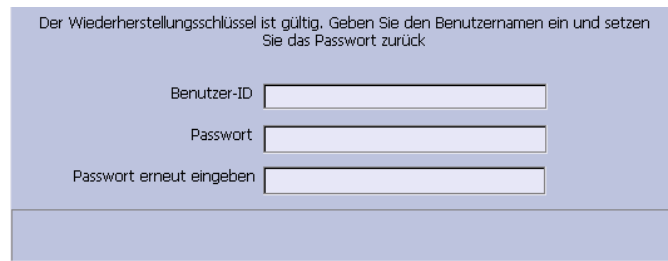 Der Wiederherstellungsschlüssel ist gültig. Geben Sie den Benutzernamen ein und setzen
Sie das Passwort zurück
Benutzer-ID
Passwort
Passwort erneut eingeben